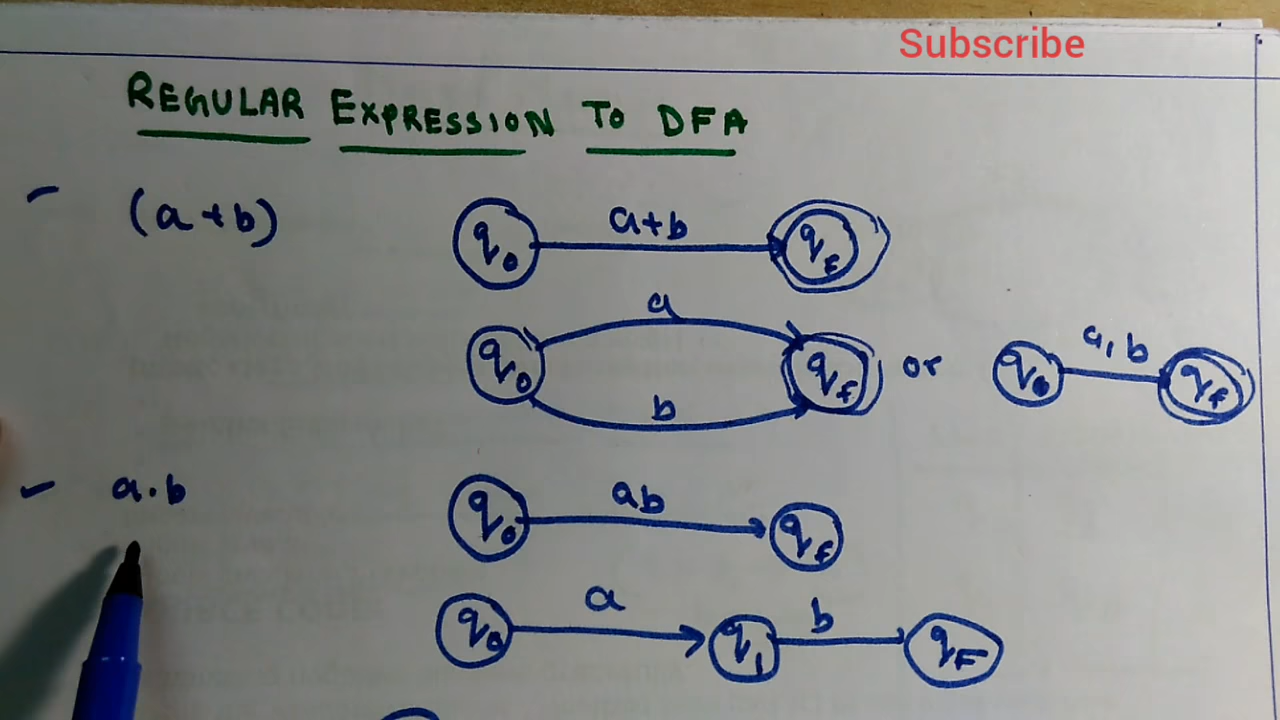 Subscribe
REGULAR EXPRESSION TO DFA
(a+b)
q0 a+b qf
q0 a b qf or q0 a,b qf
a.b
q0 ab qf
q0 a q1 b qF